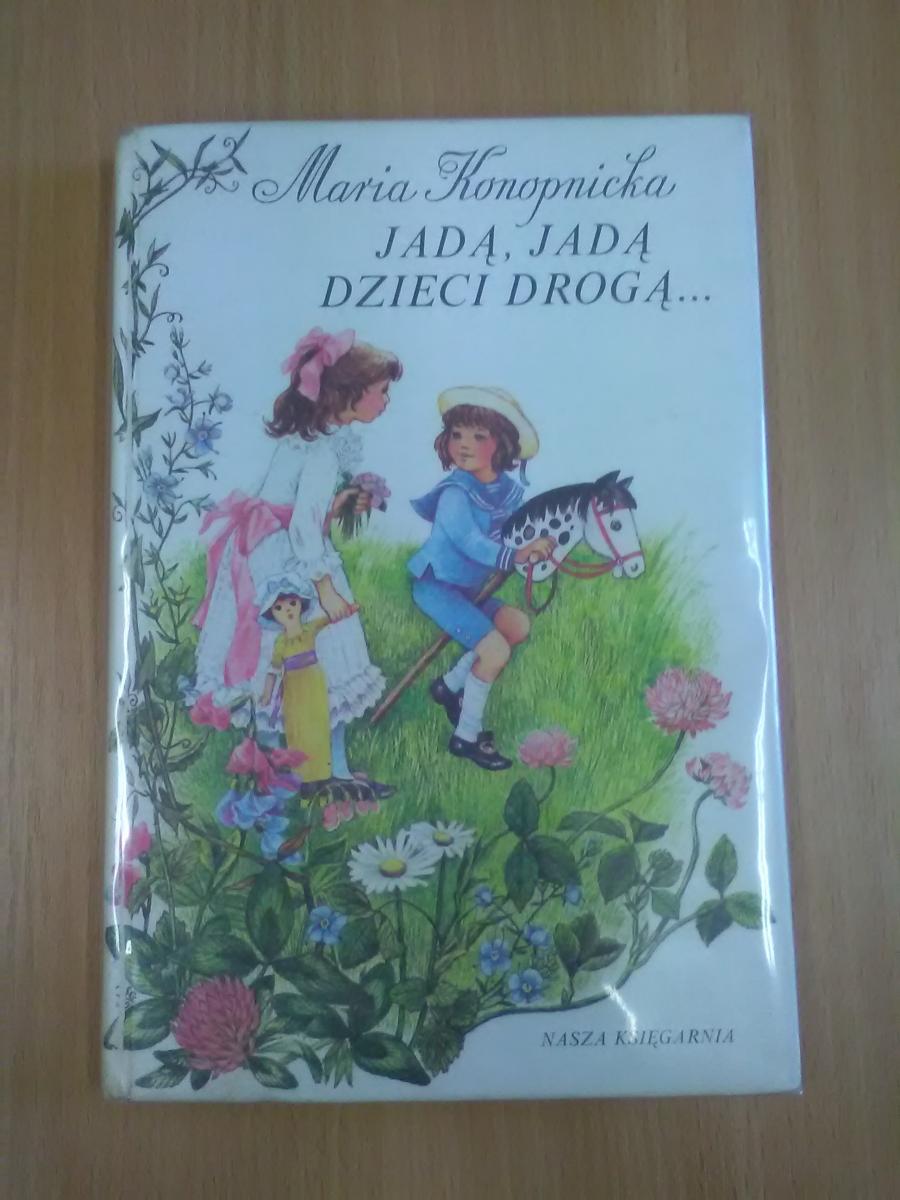 Maria Konopnicka
JADĄ, JADĄ
DZIECI DROGĄ...
NASZA KSIĘGARNIA